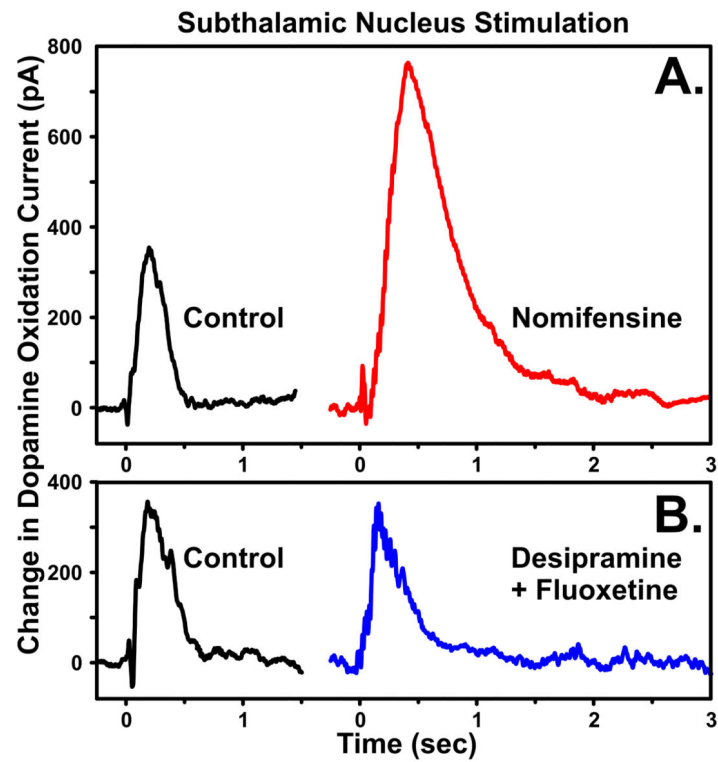 Subthalamic Nucleus Stimulation
Change in Dopamine Oxidation Current (pA)
800
600
400
200
0
A.
Control
Nomifensine
0 1 0 1 2 3
400
200
0
B.
Control
Desipramine
+ Fluoxetine
0 1 0 1 2 3
Time (sec)